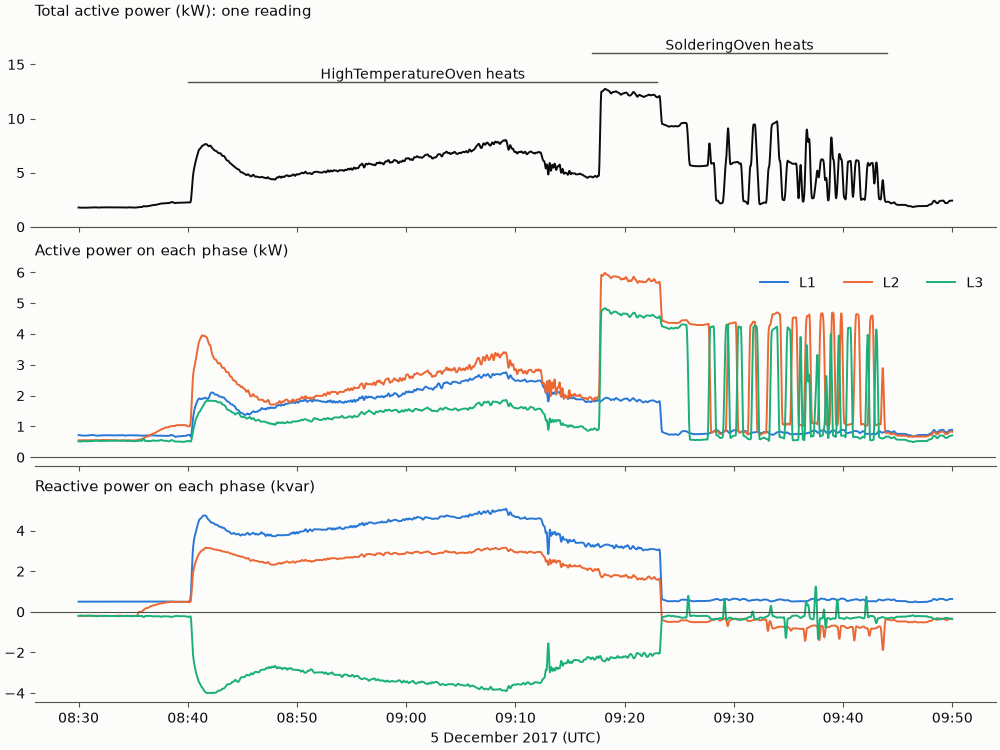 Total active power (kW): one reading
SolderingOven heats
HighTemperatureOven heats
15
10
5
0
Active power on each phase (kW)
L1 L2 L3
6
5
4
3
2
1
0
Reactive power on each phase (kvar)
4
2
0
−2
−4
08:30 08:40 08:50 09:00 09:10 09:20 09:30 09:40 09:50
5 December 2017 (UTC)